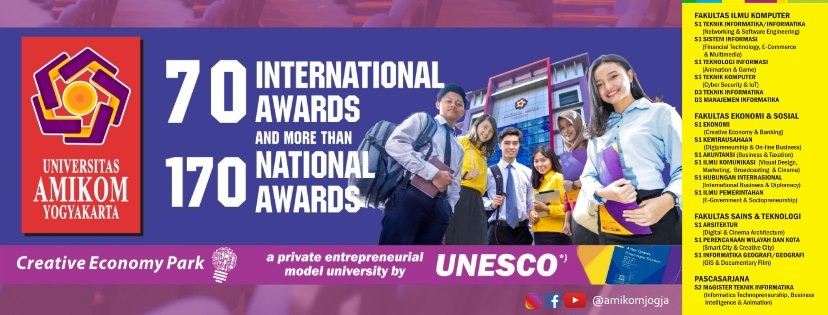 UNIVERSITAS
AMIKOM
YOGYAKARTA
70 INTERNATIONAL
AWARDS
AND MORE THAN
170 NATIONAL
AWARDS
Creative Economy Park
a private entrepreneurial
model university by
UNESCO*)
@amikomjogja
FAKULTAS ILMU KOMPUTER
S1 TEKNIK INFORMATIKA/INFORMATIKA
(Networking & Software Engineering)
S1 SISTEM INFORMASI
(Financial Technology, E-Commerce
& Multimedia)
S1 TEKNOLOGI INFORMASI
(Animation & Game)
S1 TEKNIK KOMPUTER
(Cyber Security & IoT)
D3 TEKNIK INFORMATIKA
D3 MANAJEMEN INFORMATIKA
FAKULTAS EKONOMI & SOSIAL
S1 EKONOMI
(Creative Economy & Banking)
S1 KEWIRAUSAHAAN
(Digipreneurship & On-line Business)
S1 AKUNTANSI (Business & Taxation)
S1 ILMU KOMUNIKASI (Visual Design,
Marketing, Broadcasting & Cinema)
S1 HUBUNGAN INTERNASIONAL
(International Business & Diplomacy)
S1 ILMU PEMERINTAHAN
(E-Government & Sociopreneurship)
FAKULTAS SAINS & TEKNOLOGI
S1 ARSITEKTUR
(Digital & Cinema Architecture)
S1 PERENCANAAN WILAYAH DAN KOTA
(Smart City & Creative City)
S1 INFORMATIKA GEOGRAFI/GEOGRAFI
(GIS & Documentary Film)
PASCASARJANA
S2 MAGISTER TEKNIK INFORMATIKA
(Informatics Technopreneurship, Business
Intelligence & Animation)